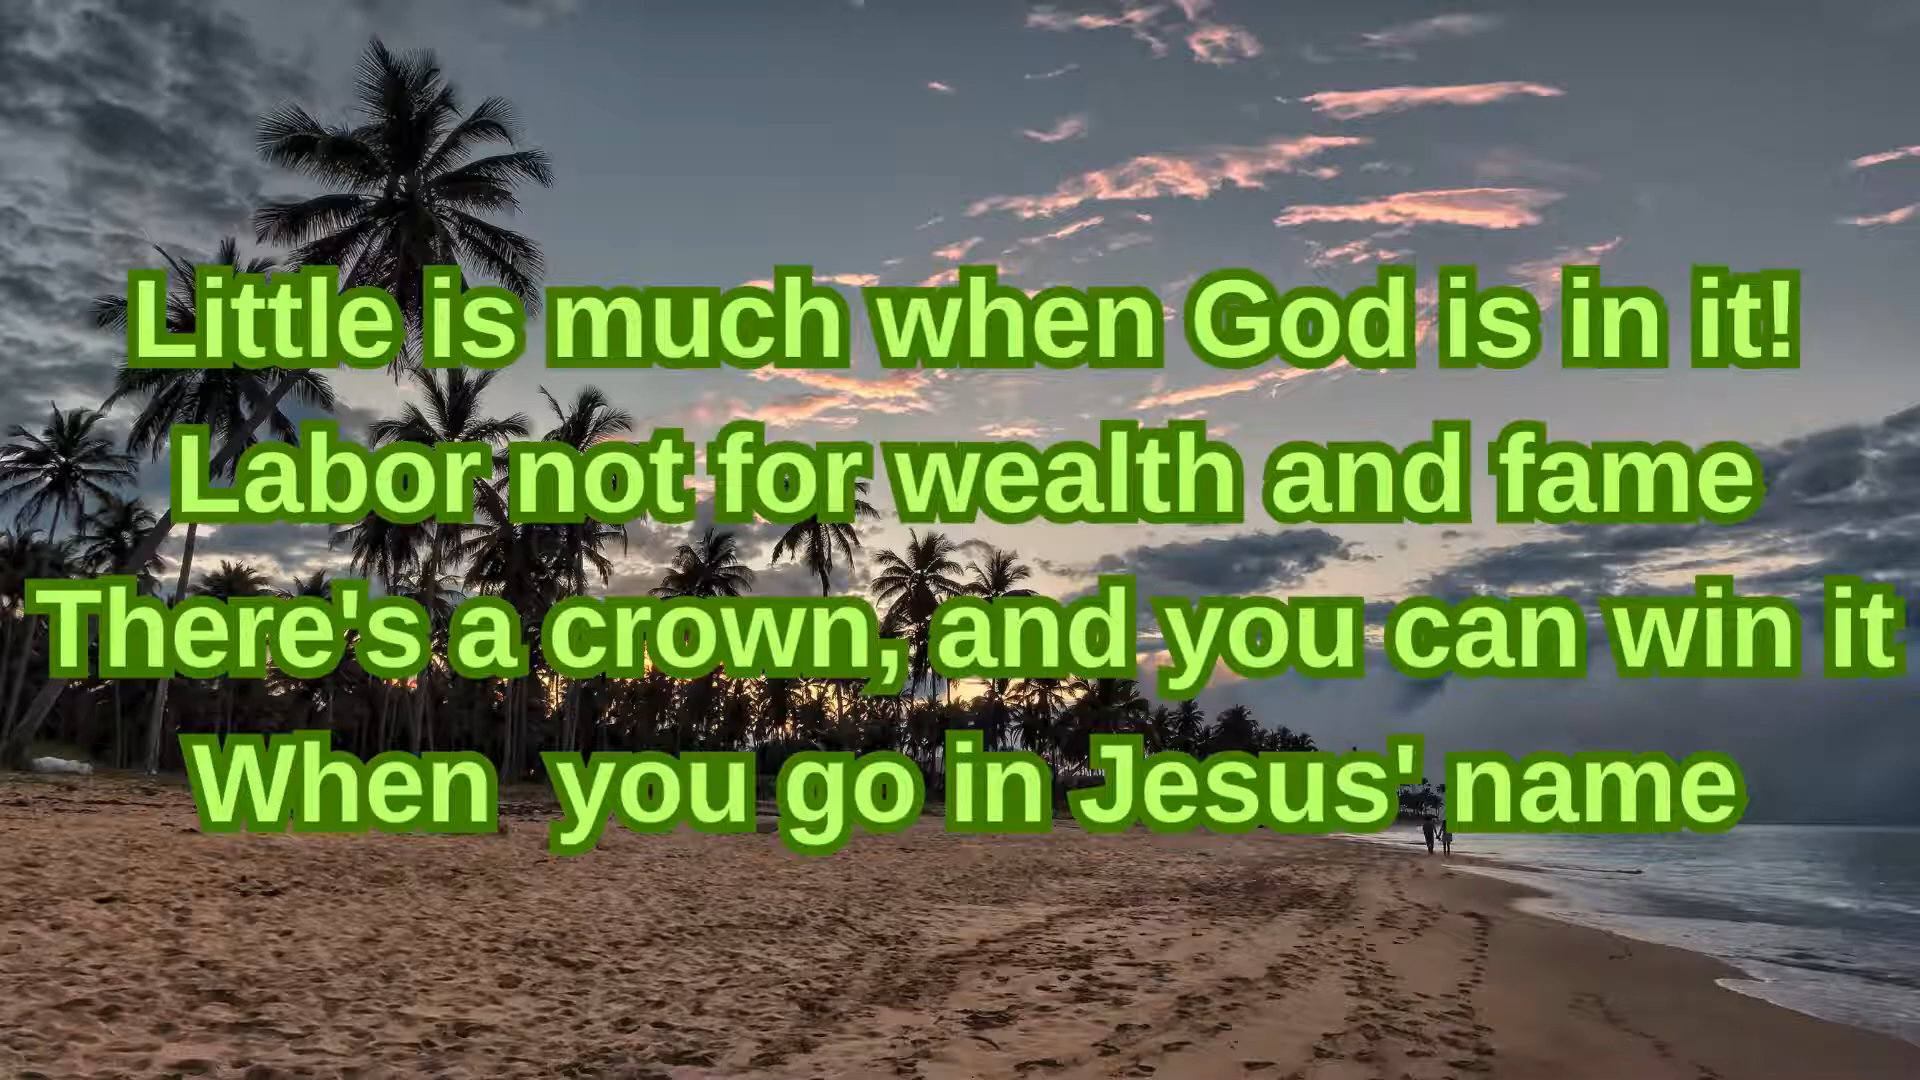 Little is much when God is in it!
Labor not for wealth and fame
There's a crown, and you can win it
When  you go in Jesus' name